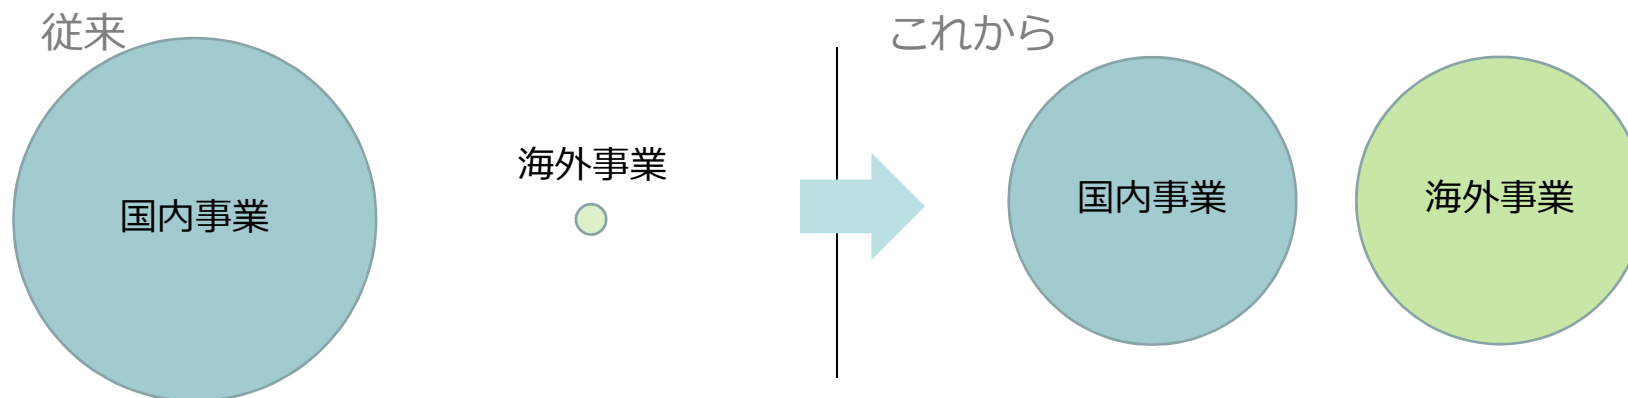 従来
国内事業
海外事業
これから
国内事業
海外事業